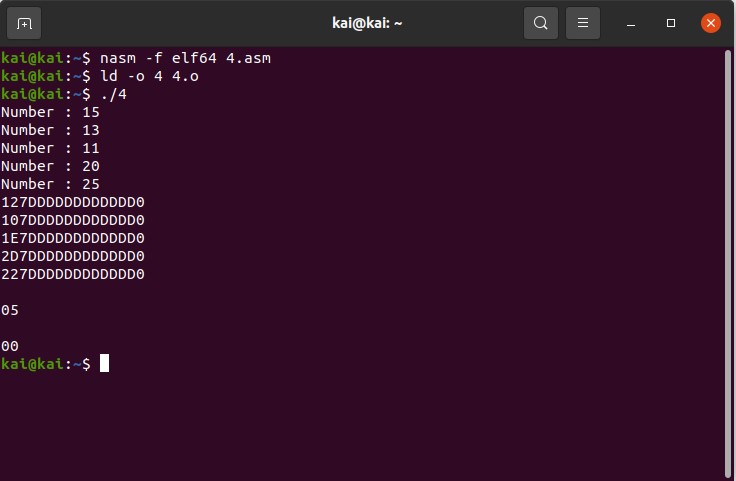 kai@kai: ~
kai@kai:~$ nasm -f elf64 4.asm
kai@kai:~$ ld -o 4 4.o
kai@kai:~$ ./4
Number : 15
Number : 13
Number : 11
Number : 20
Number : 25
127DDDDDDDDDDDD0
107DDDDDDDDDDDD0
1E7DDDDDDDDDDDD0
2D7DDDDDDDDDDDD0
227DDDDDDDDDDDD0
05
00
kai@kai:~$